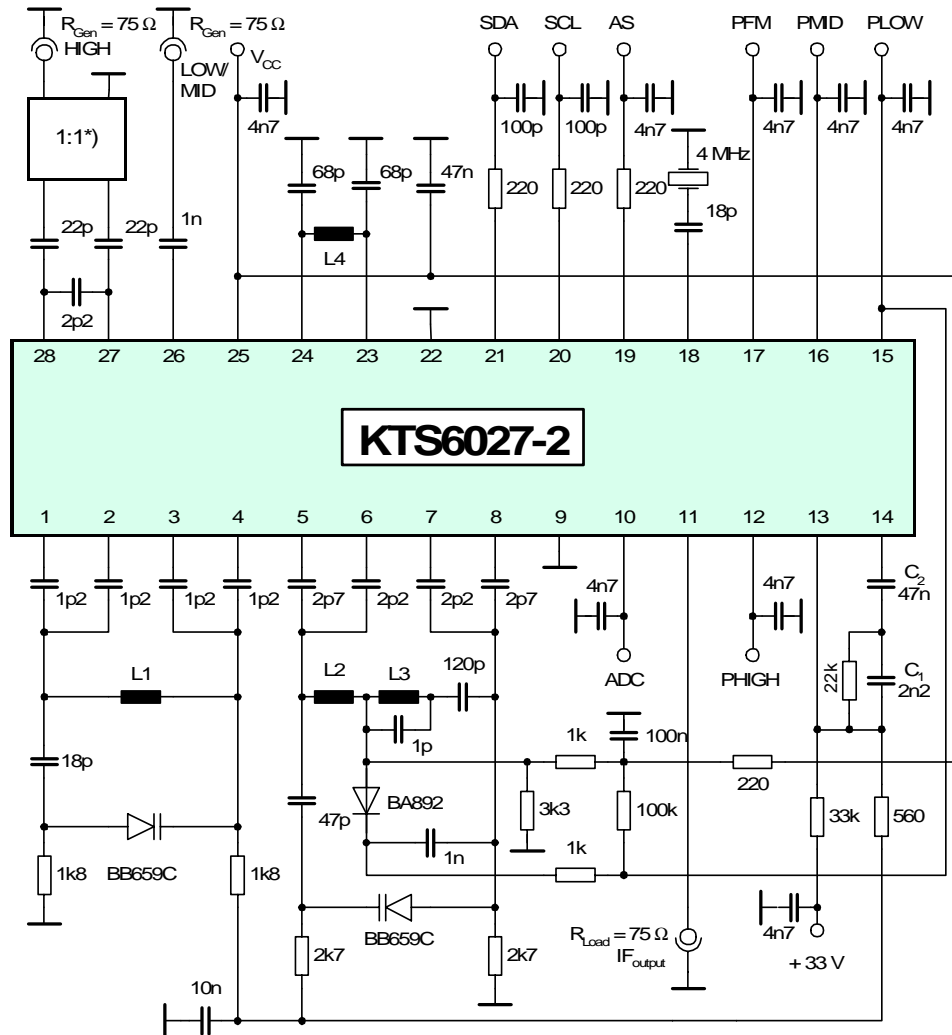 R_Gen = 75 Ω R_Gen = 75 Ω SDA SCL AS PFM PMID PLOW
HIGH LOW/ V_CC
MID
4n7 100p 100p 4n7 4n7 4n7 4n7
1:1*)
4 MHz
68p 68p 47n 220 220 220
18p
22p 22p 1n
L4
2p2
28 27 26 25 24 23 22 21 20 19 18 17 16 15
KTS6027-2
1 2 3 4 5 6 7 8 9 10 11 12 13 14
1p2 1p2 1p2 1p2 2p7 2p2 2p2 2p7 4n7 4n7 C_2
47n
L1 L2 L3 120p ADC PHIGH 22k C_1
2n2
1p 1k 100n
18p 220
BA892 3k3 100k 33k 560
47p
1n 1k
1k8 BB659C 1k8
BB659C
2k7 2k7 R_Load = 75 Ω 4n7
IF_output + 33 V
10n